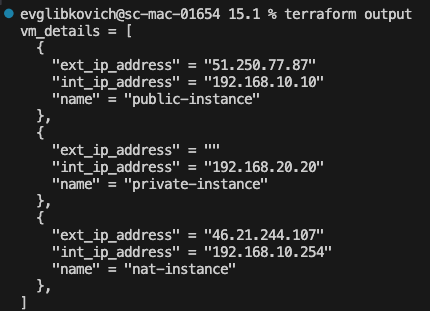 evglibkovich@sc-mac-01654 15.1 % terraform output
vm_details = [
  {
    "ext_ip_address" = "51.250.77.87"
    "int_ip_address" = "192.168.10.10"
    "name" = "public-instance"
  },
  {
    "ext_ip_address" = ""
    "int_ip_address" = "192.168.20.20"
    "name" = "private-instance"
  },
  {
    "ext_ip_address" = "46.21.244.107"
    "int_ip_address" = "192.168.10.254"
    "name" = "nat-instance"
  },
]